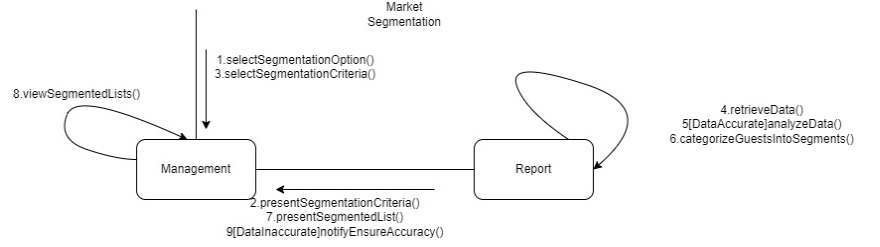 Market
Segmentation
1.selectSegmentationOption()
3.selectSegmentationCriteria()
8.viewSegmentedLists()
4.retrieveData()
5[DataAccurate]analyzeData()
6.categorizeGuestsIntoSegments()
Management
Report
2.presentSegmentationCriteria()
7.presentSegmentedList()
9[DataInaccurate]notifyEnsureAccuracy()